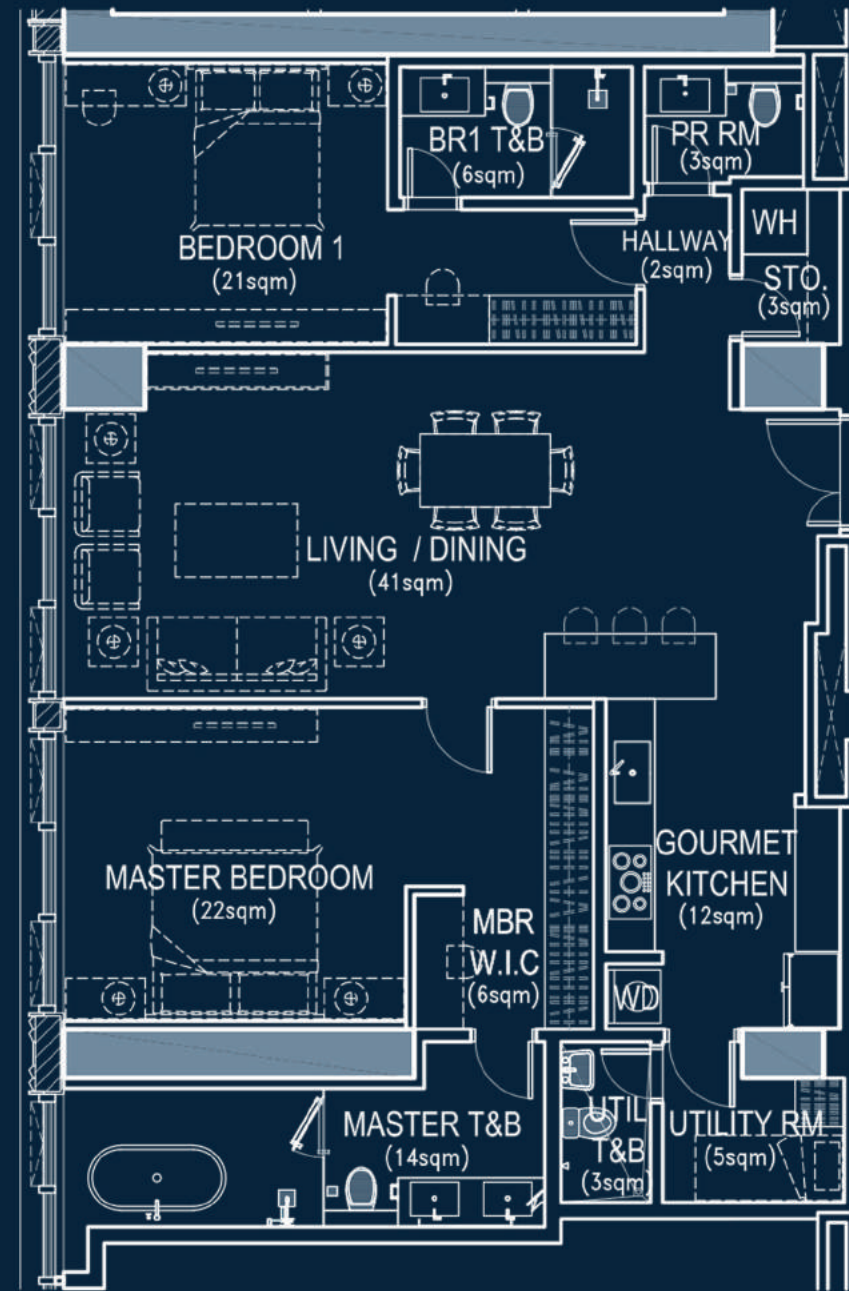 BR1 T&B
(6sqm)
PR RM
(3sqm)
BEDROOM 1
(21sqm)
HALLWAY
(2sqm)
WH
STO.
(3sqm)
LIVING / DINING
(41sqm)
MASTER BEDROOM
(22sqm)
MBR
W.I.C
(6sqm)
GOURMET
KITCHEN
(12sqm)
WD
MASTER T&B
(14sqm)
UTIL
T&B
(3sqm)
UTILITY RM
(5sqm)